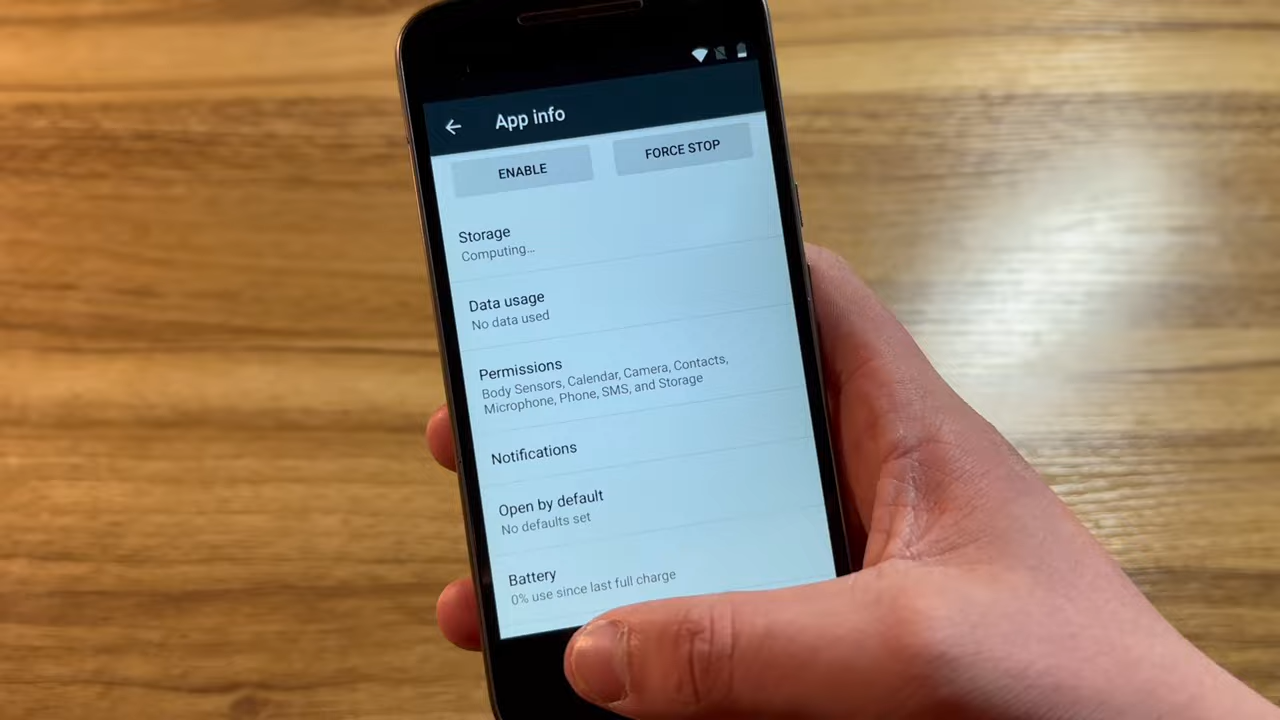 App info
ENABLE
FORCE STOP
Storage
Computing...
Data usage
No data used
Permissions
Body Sensors, Calendar, Camera, Contacts,
Microphone, Phone, SMS, and Storage
Notifications
Open by default
No defaults set
Battery
0% use since last full charge